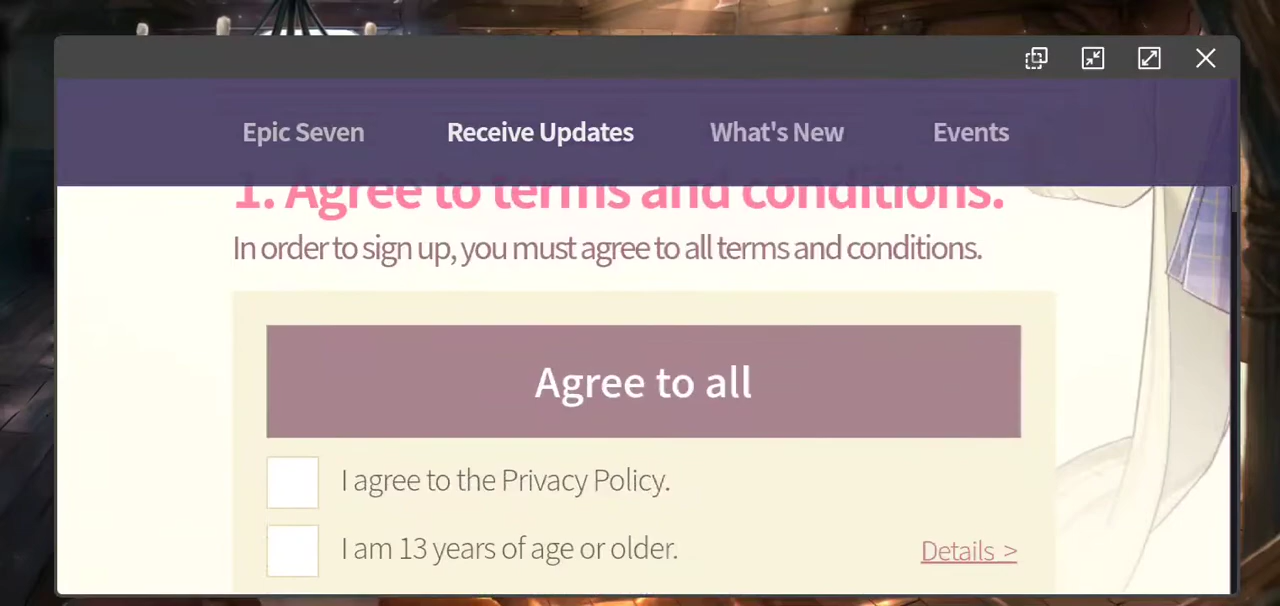 Epic Seven Receive Updates What's New Events
1. Agree to terms and conditions.
In order to sign up, you must agree to all terms and conditions.
Agree to all
I agree to the Privacy Policy.
I am 13 years of age or older. Details >